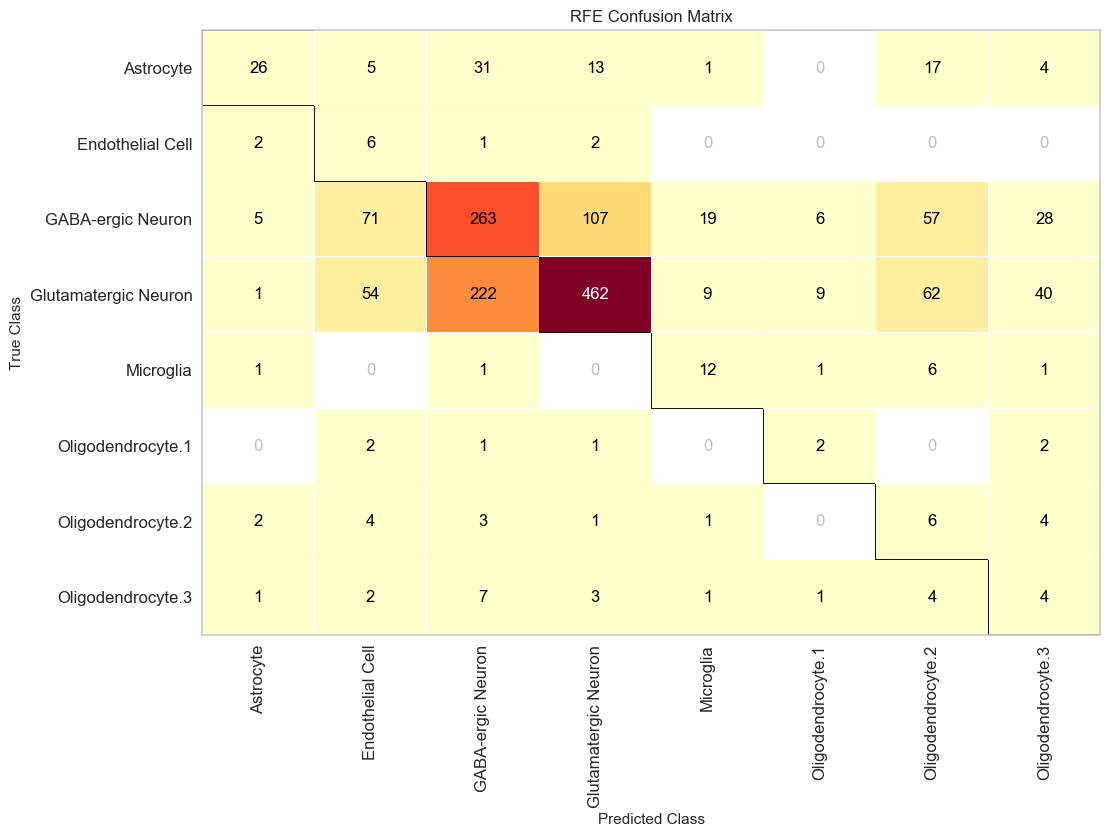 RFE Confusion Matrix
True Class
Astrocyte 26 5 31 13 1 0 17 4
Endothelial Cell 2 6 1 2 0 0 0 0
GABA-ergic Neuron 5 71 263 107 19 6 57 28
Glutamatergic Neuron 1 54 222 462 9 9 62 40
Microglia 1 0 1 0 12 1 6 1
Oligodendrocyte.1 0 2 1 1 0 2 0 2
Oligodendrocyte.2 2 4 3 1 1 0 6 4
Oligodendrocyte.3 1 2 7 3 1 1 4 4
Astrocyte
Endothelial Cell
GABA-ergic Neuron
Glutamatergic Neuron
Microglia
Oligodendrocyte.1
Oligodendrocyte.2
Oligodendrocyte.3
Predicted Class